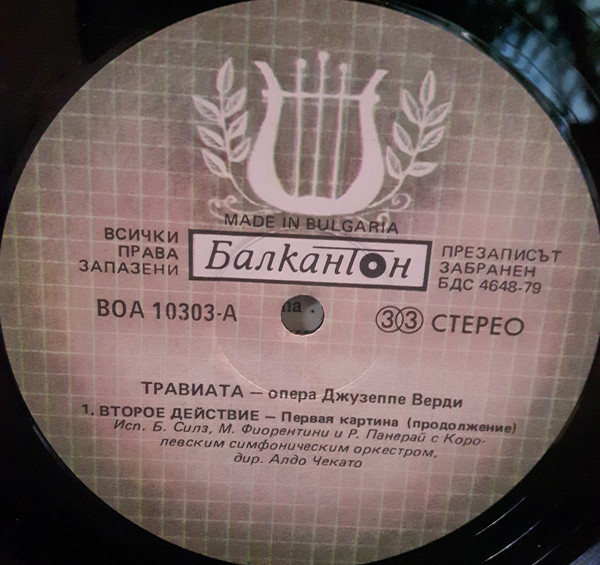 MADE IN BULGARIA
ВСИЧКИ
ПРАВА
ЗАПАЗЕНИ
Балкантон
ПРЕЗАПИСЪТ
ЗАБРАНЕН
БДС 4648-79
ВОА 10303-А
33 СТЕРЕО
ТРАВИАТА — опера Джузеппе Верди
1. ВТОРОЕ ДЕЙСТВИЕ — Первая картина (продолжение)
Исп. Б. Силз, М. Фиорентини и Р. Панерай с Коро-
левским симфоническим оркестром,
дир. Алдо Чекато